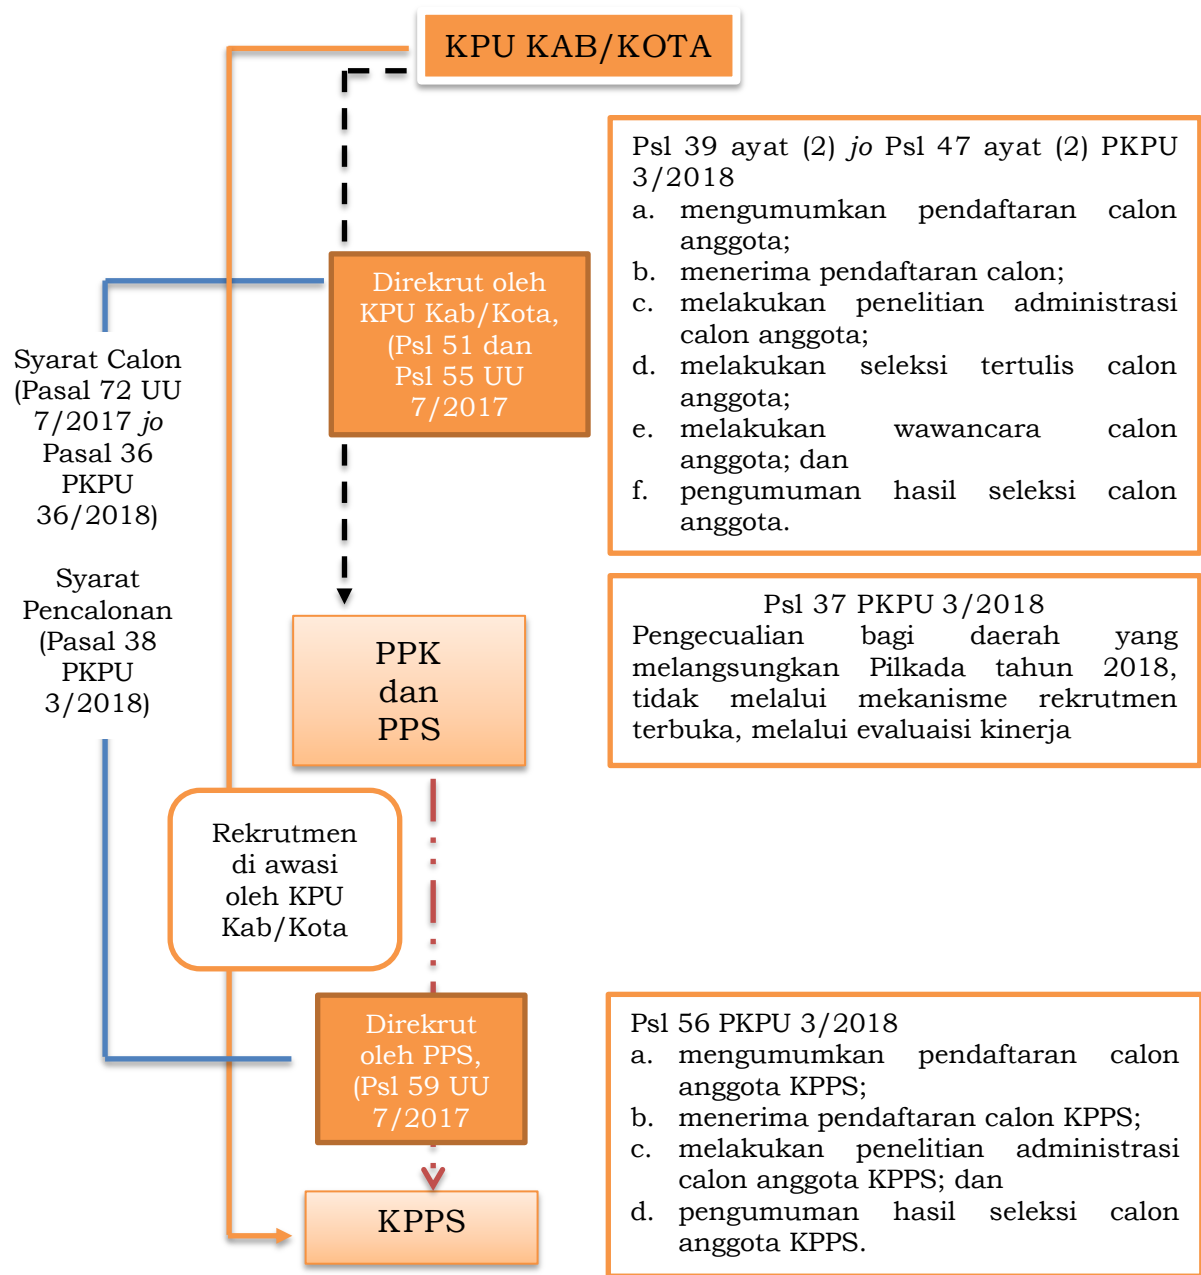 KPU KAB/KOTA
Psl 39 ayat (2) jo Psl 47 ayat (2) PKPU
3/2018
a. mengumumkan pendaftaran calon
anggota;
b. menerima pendaftaran calon;
c. melakukan penelitian administrasi
calon anggota;
d. melakukan seleksi tertulis calon
anggota;
e. melakukan wawancara calon
anggota; dan
f. pengumuman hasil seleksi calon
anggota.
Direkrut oleh
KPU Kab/Kota,
(Psl 51 dan
Psl 55 UU
7/2017
Syarat Calon
(Pasal 72 UU
7/2017 jo
Pasal 36
PKPU
36/2018)
Syarat
Pencalonan
(Pasal 38
PKPU
3/2018)
PPK
dan
PPS
Psl 37 PKPU 3/2018
Pengecualian bagi daerah yang
melangsungkan Pilkada tahun 2018,
tidak melalui mekanisme rekrutmen
terbuka, melalui evaluaisi kinerja
Rekrutmen
di awasi
oleh KPU
Kab/Kota
Direkrut
oleh PPS,
(Psl 59 UU
7/2017
Psl 56 PKPU 3/2018
a. mengumumkan pendaftaran calon
anggota KPPS;
b. menerima pendaftaran calon KPPS;
c. melakukan penelitian administrasi
calon anggota KPPS; dan
d. pengumuman hasil seleksi calon
anggota KPPS.
KPPS